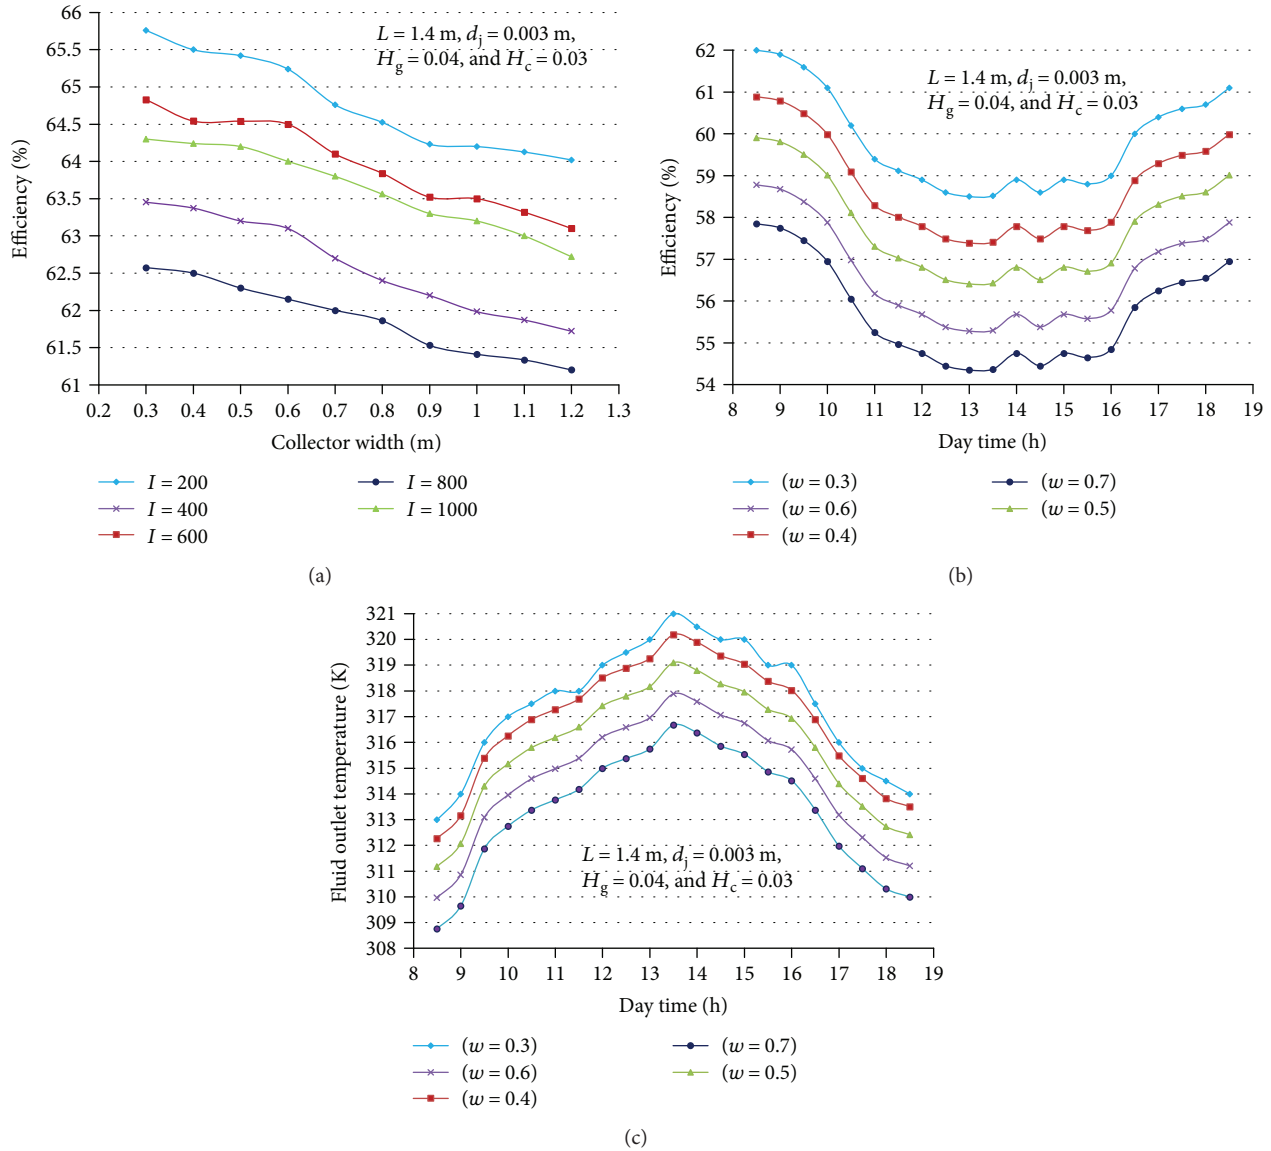 66
65.5
65
64.5
64
63.5
63
62.5
62
61.5
61
Efficiency (%)
L = 1.4 m, dj = 0.003 m,
Hg = 0.04, and Hc = 0.03
0.2 0.3 0.4 0.5 0.6 0.7 0.8 0.9 1 1.1 1.2 1.3
Collector width (m)
I = 200
I = 400
I = 600
I = 800
I = 1000
(a)
62
61
60
59
58
57
56
55
54
Efficiency (%)
L = 1.4 m, dj = 0.003 m,
Hg = 0.04, and Hc = 0.03
8 9 10 11 12 13 14 15 16 17 18 19
Day time (h)
(w = 0.3)
(w = 0.6)
(w = 0.4)
(w = 0.7)
(w = 0.5)
(b)
321
320
319
318
317
316
315
314
313
312
311
310
309
308
Fluid outlet temperature (K)
L = 1.4 m, dj = 0.003 m,
Hg = 0.04, and Hc = 0.03
8 9 10 11 12 13 14 15 16 17 18 19
Day time (h)
(w = 0.3)
(w = 0.6)
(w = 0.4)
(w = 0.7)
(w = 0.5)
(c)